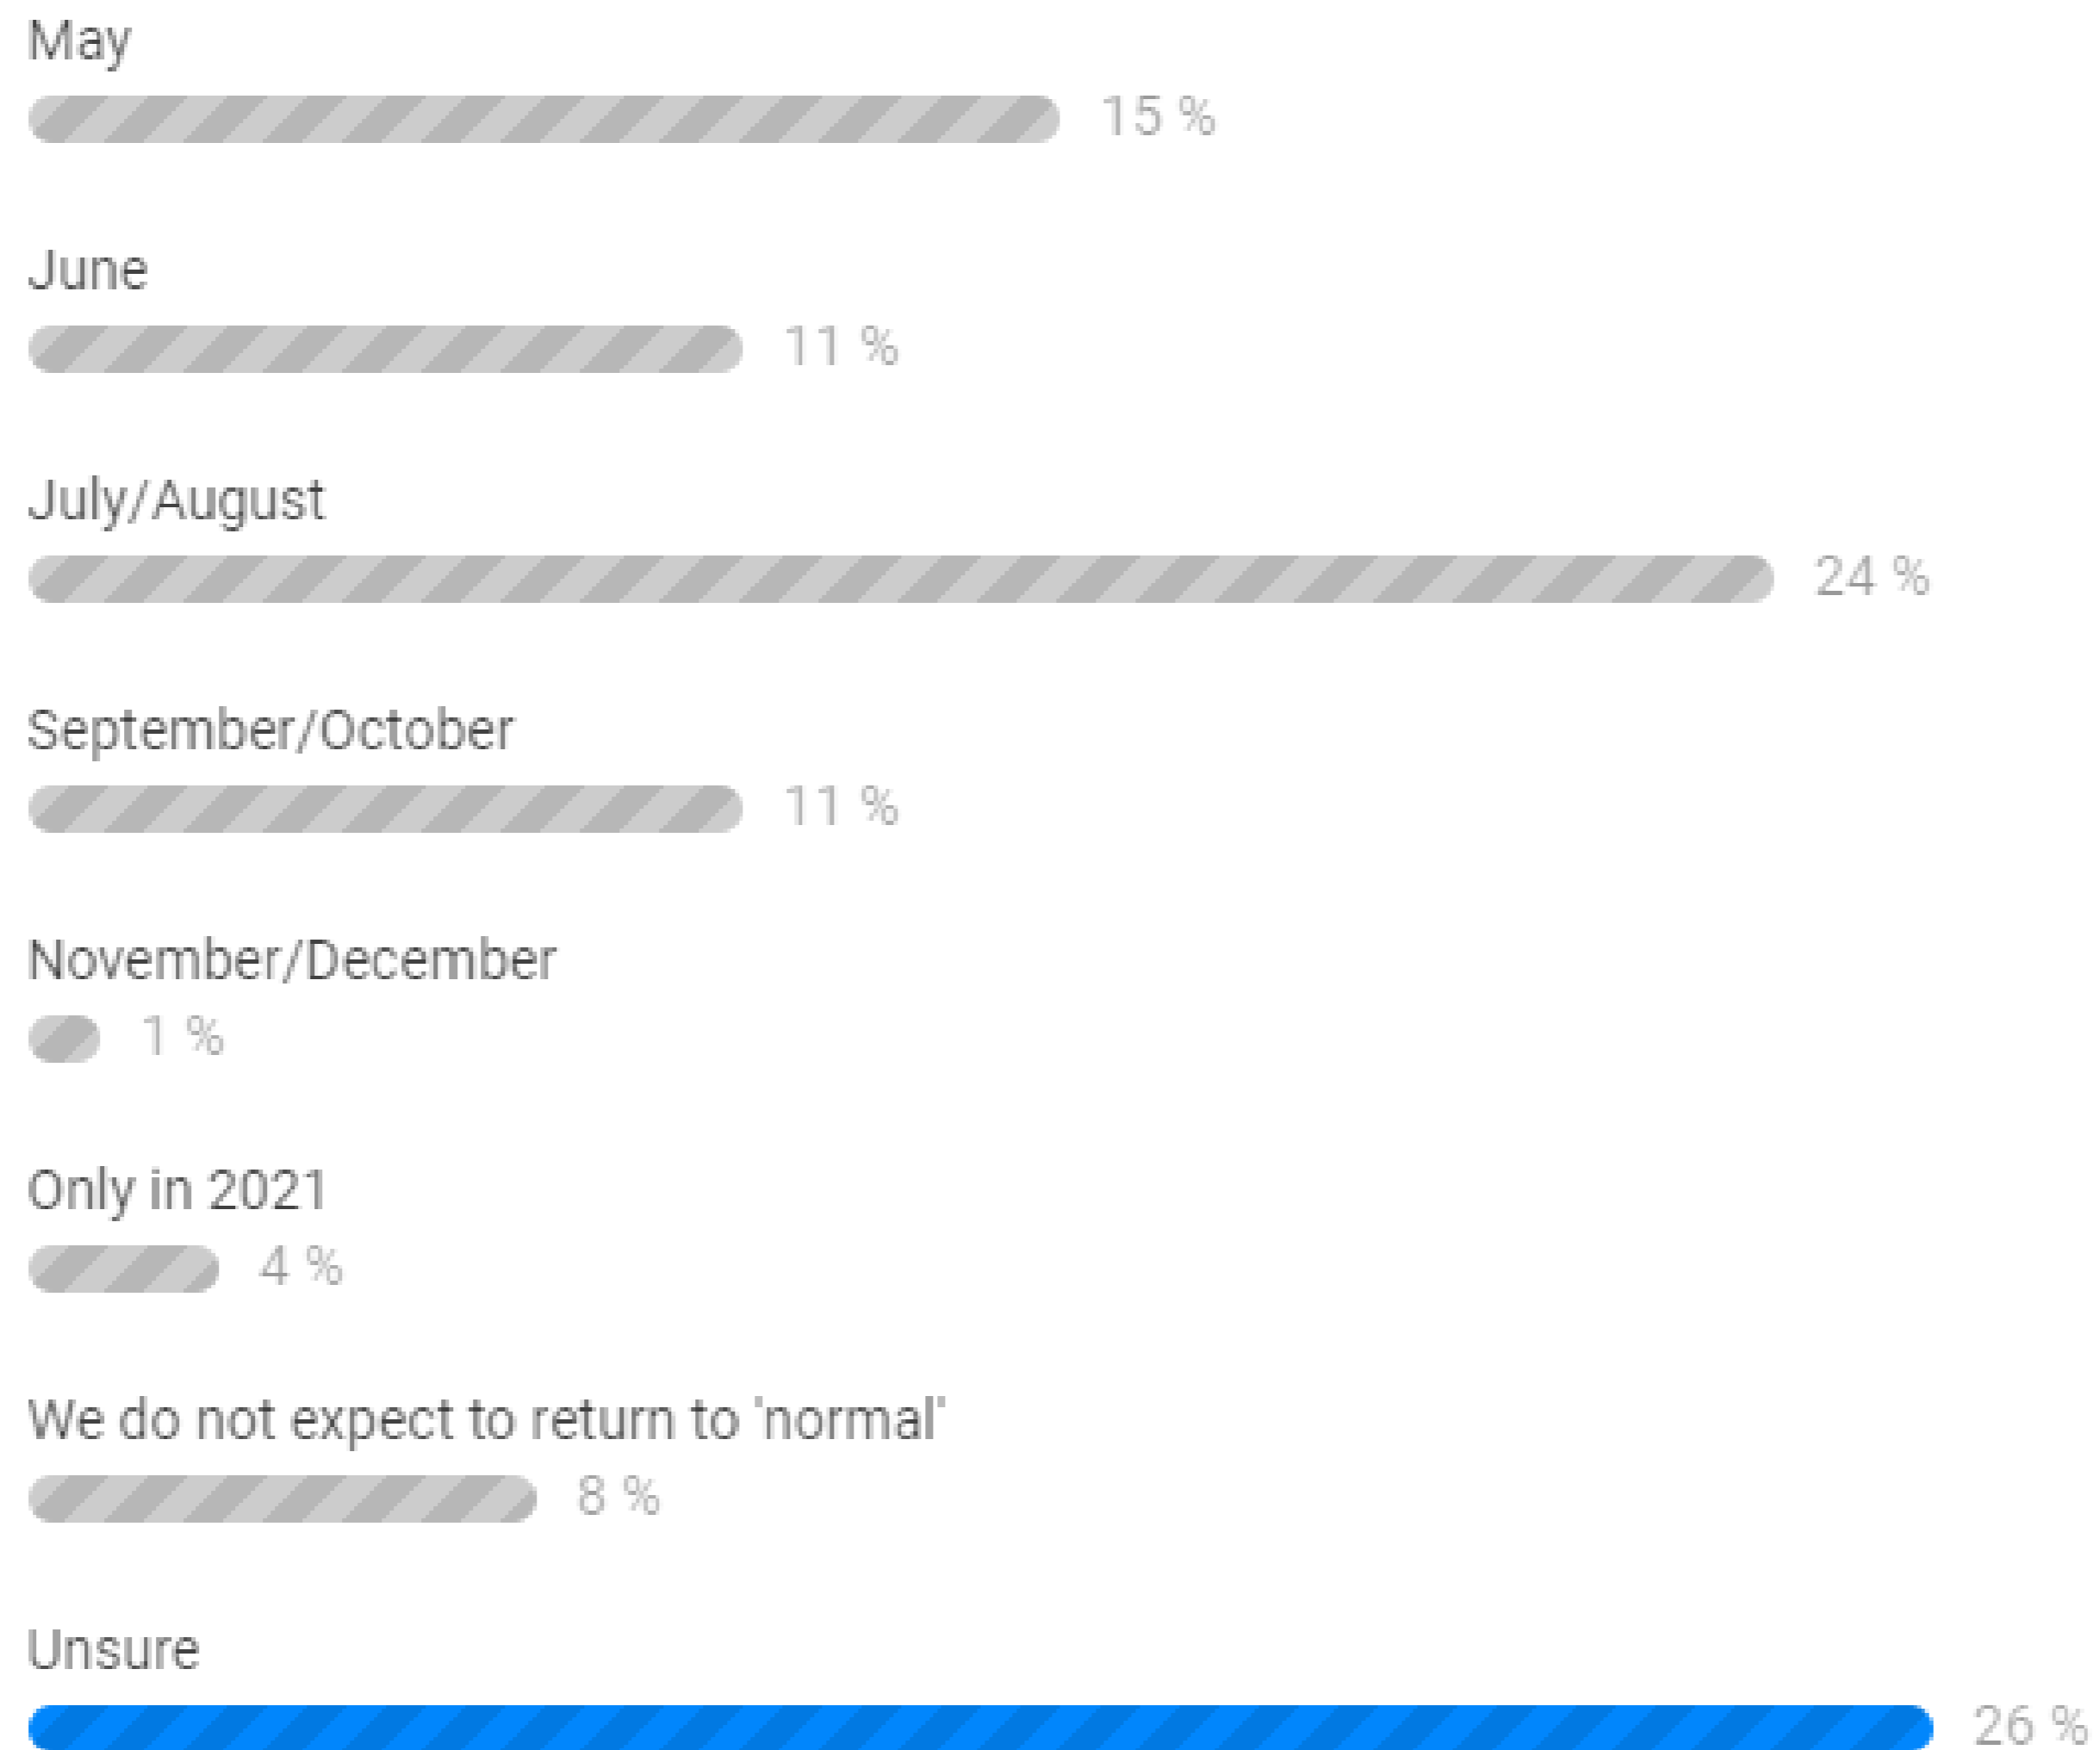 May
15 %
June
11 %
July/August
24 %
September/October
11 %
November/December
1 %
Only in 2021
4 %
We do not expect to return to 'normal'
8 %
Unsure
26 %